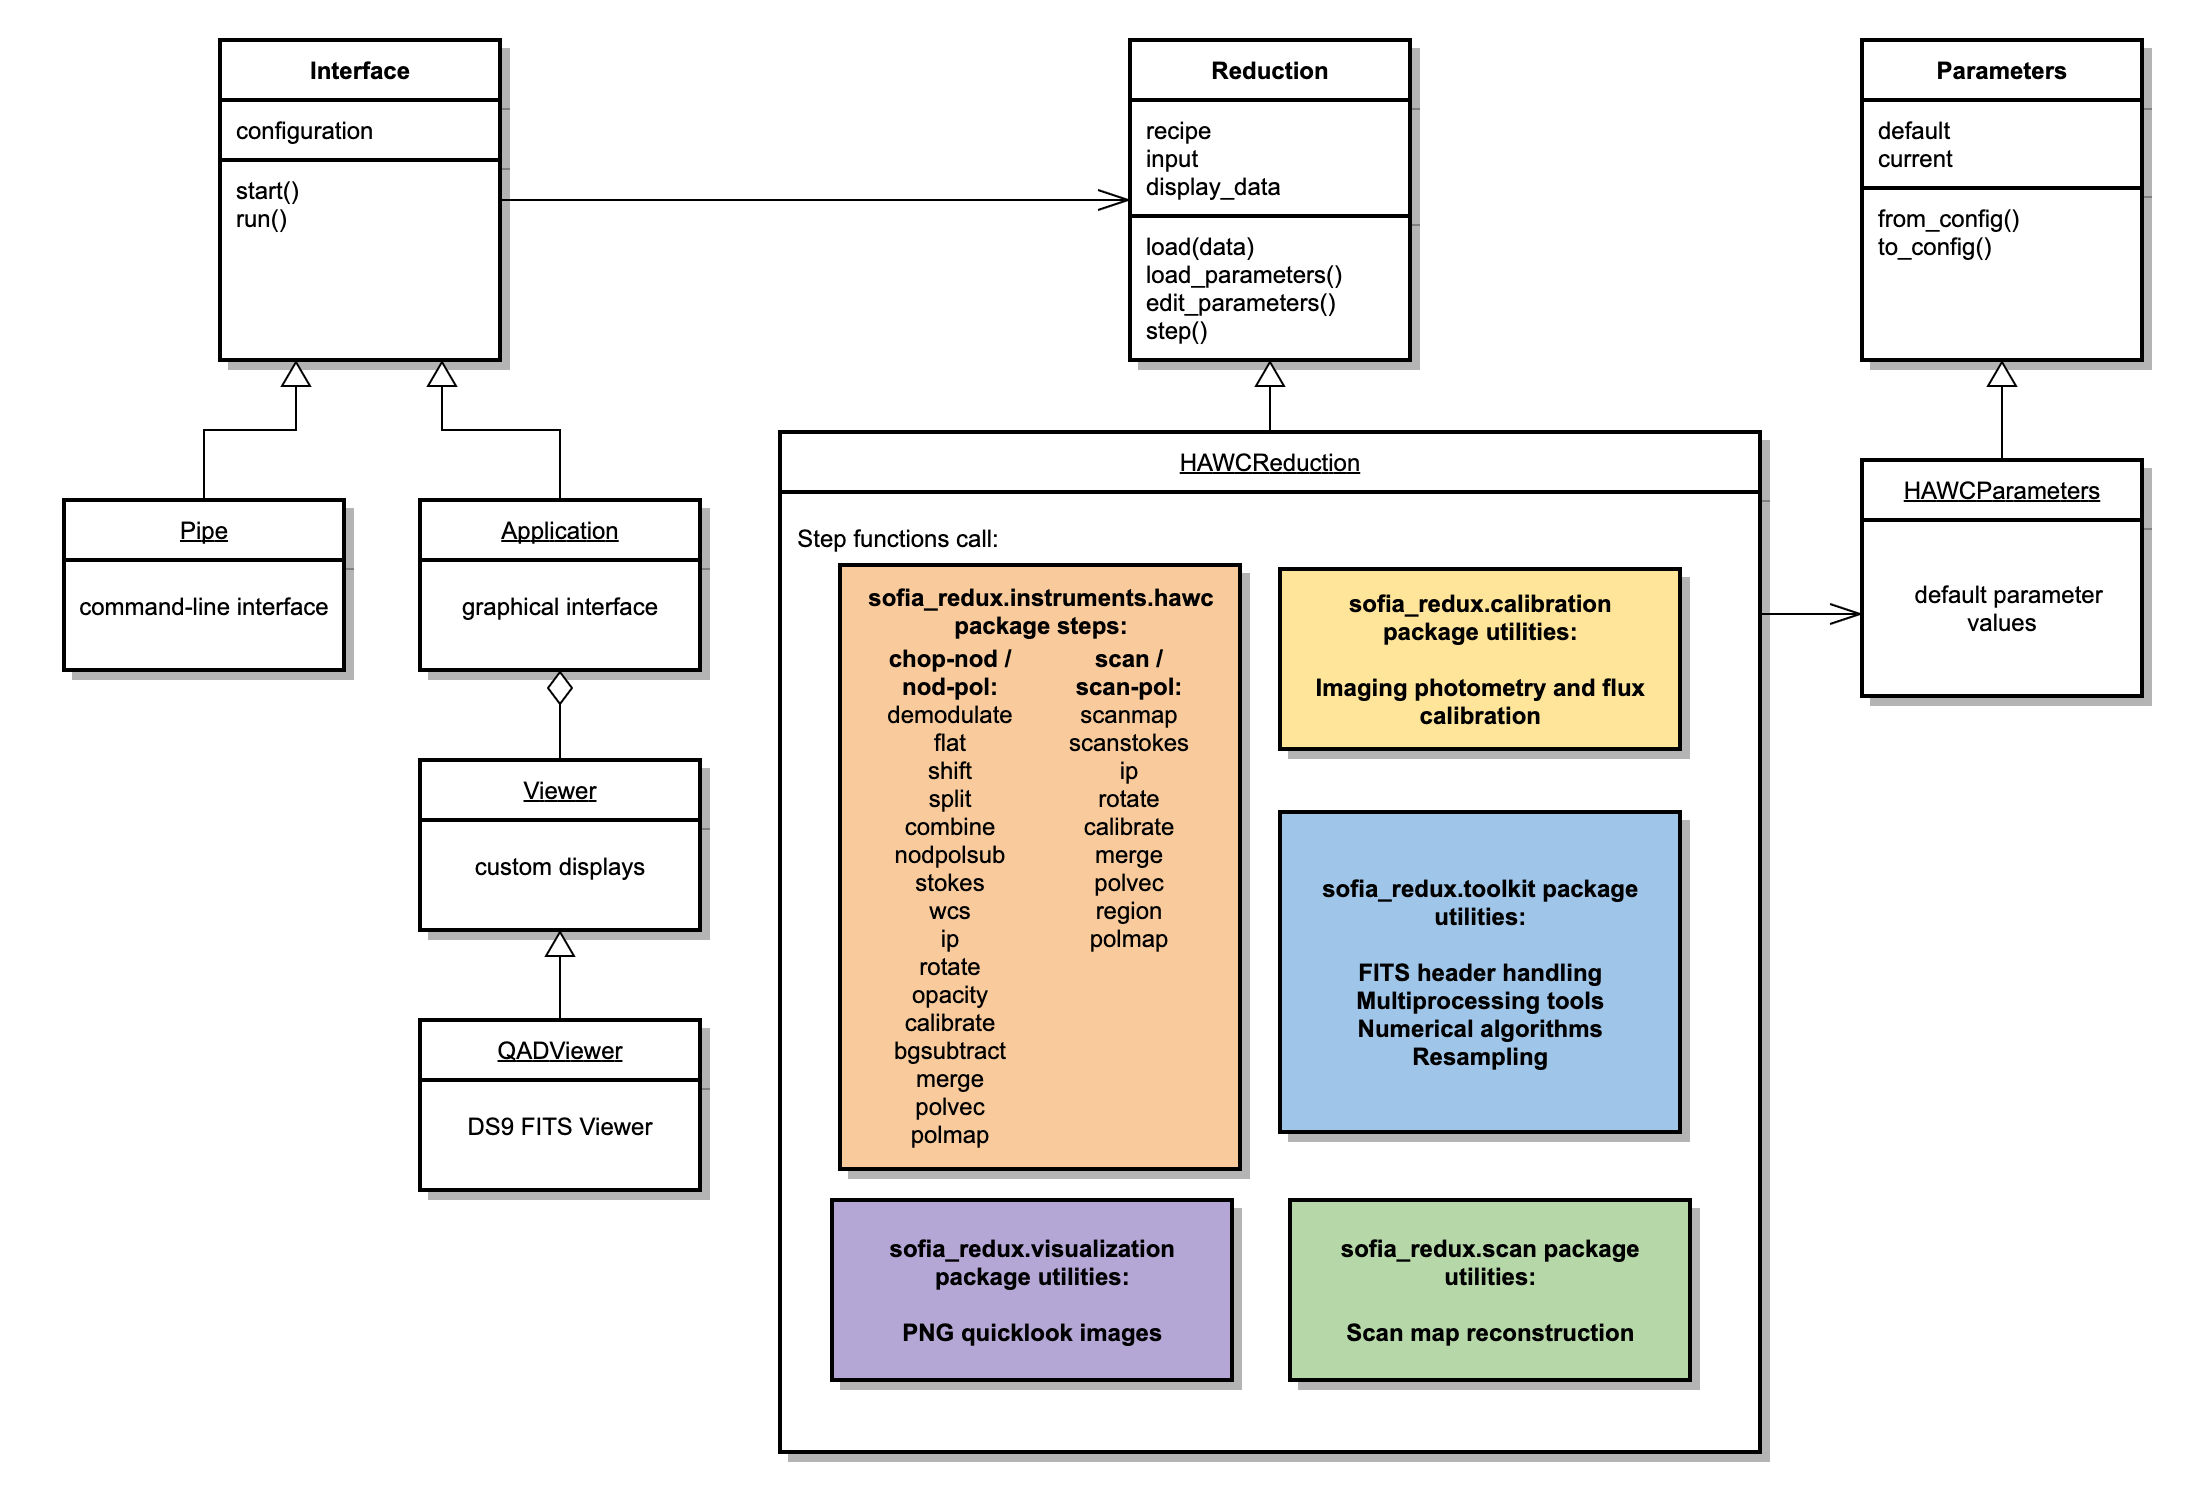 Interface
configuration
start()
run()
Reduction
recipe
input
display_data
load(data)
load_parameters()
edit_parameters()
step()
Parameters
default
current
from_config()
to_config()
Pipe
command-line interface
Application
graphical interface
Viewer
custom displays
QADViewer
DS9 FITS Viewer
HAWCReduction
Step functions call:
sofia_redux.instruments.hawc
package steps:
chop-nod /
nod-pol:
demodulate
flat
shift
split
combine
nodpolsub
stokes
wcs
ip
rotate
opacity
calibrate
bgsubtract
merge
polvec
polmap
scan /
scan-pol:
scanmap
scanstokes
ip
rotate
calibrate
merge
polvec
region
polmap
sofia_redux.calibration
package utilities:
Imaging photometry and flux
calibration
sofia_redux.toolkit package
utilities:
FITS header handling
Multiprocessing tools
Numerical algorithms
Resampling
sofia_redux.visualization
package utilities:
PNG quicklook images
sofia_redux.scan package
utilities:
Scan map reconstruction
HAWCParameters
default parameter
values